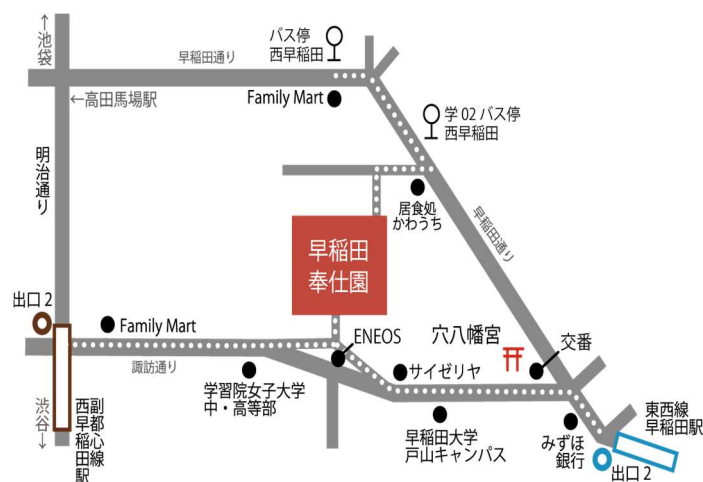 ←池袋
早稲田通り
バス停
西早稲田
←高田馬場駅
Family Mart
学 02 バス停
西早稲田
明治通り
居食処
かわうち
早稲田通り
早稲田
奉仕園
出口 2
Family Mart
ENEOS
穴八幡宮
交番
諏訪通り
サイゼリヤ
学習院女子大学
中・高等部
早稲田大学
戸山キャンパス
みずほ
銀行
東西線
早稲田駅
出口 2
渋谷→
副都心線
西早稲田駅